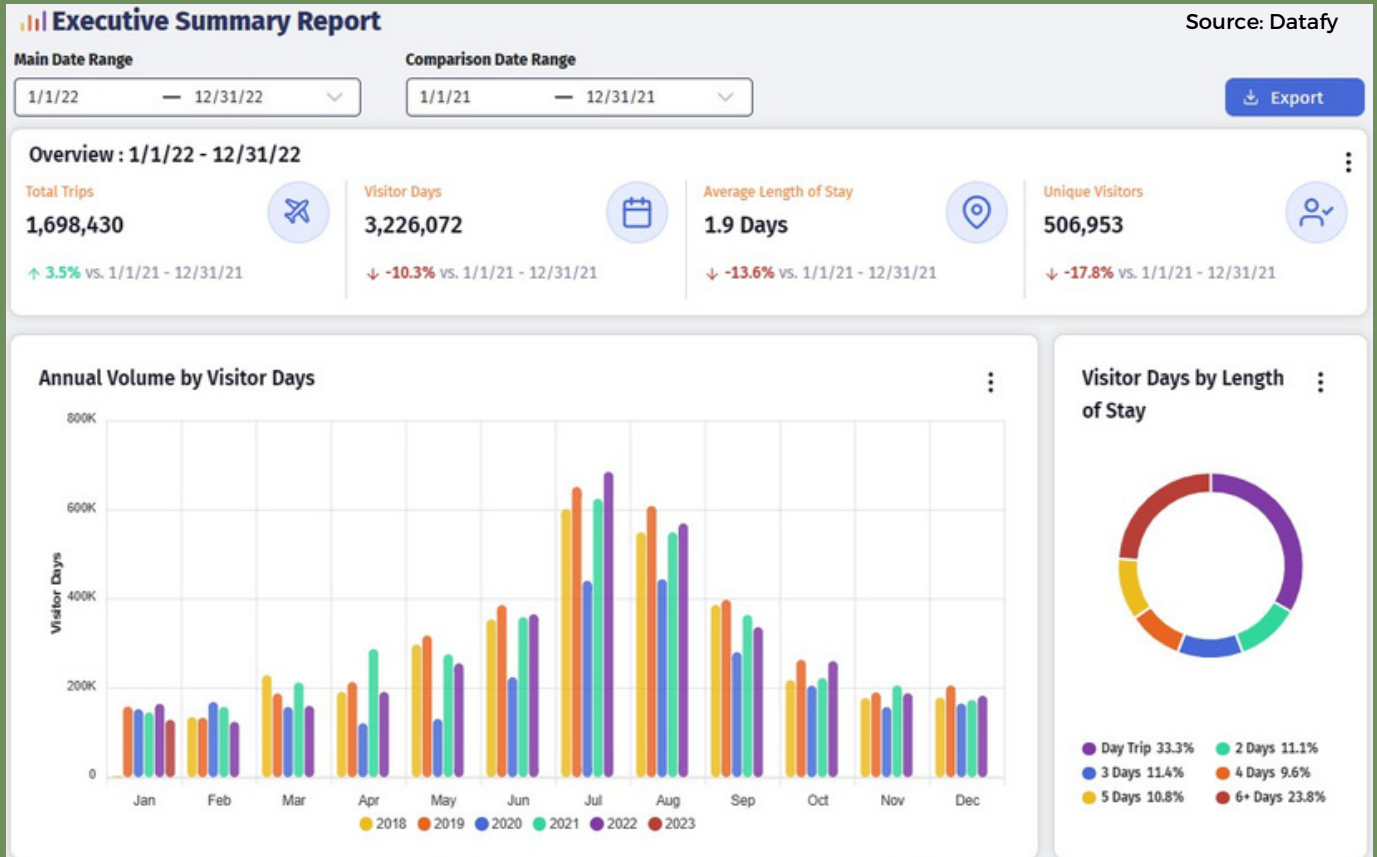 Executive Summary Report
Source: Datafy
Main Date Range
Comparison Date Range
1/1/22 — 12/31/22
1/1/21 — 12/31/21
Export
Overview : 1/1/22 - 12/31/22
Total Trips
1,698,430
↑ 3.5% vs. 1/1/21 - 12/31/21
Visitor Days
3,226,072
↓ -10.3% vs. 1/1/21 - 12/31/21
Average Length of Stay
1.9 Days
↓ -13.6% vs. 1/1/21 - 12/31/21
Unique Visitors
506,953
↓ -17.8% vs. 1/1/21 - 12/31/21
Annual Volume by Visitor Days
Visitor Days
800K
600K
400K
200K
0
Jan Feb Mar Apr May Jun Jul Aug Sep Oct Nov Dec
2018 2019 2020 2021 2022 2023
Visitor Days by Length
of Stay
Day Trip 33.3% 2 Days 11.1%
3 Days 11.4% 4 Days 9.6%
5 Days 10.8% 6+ Days 23.8%